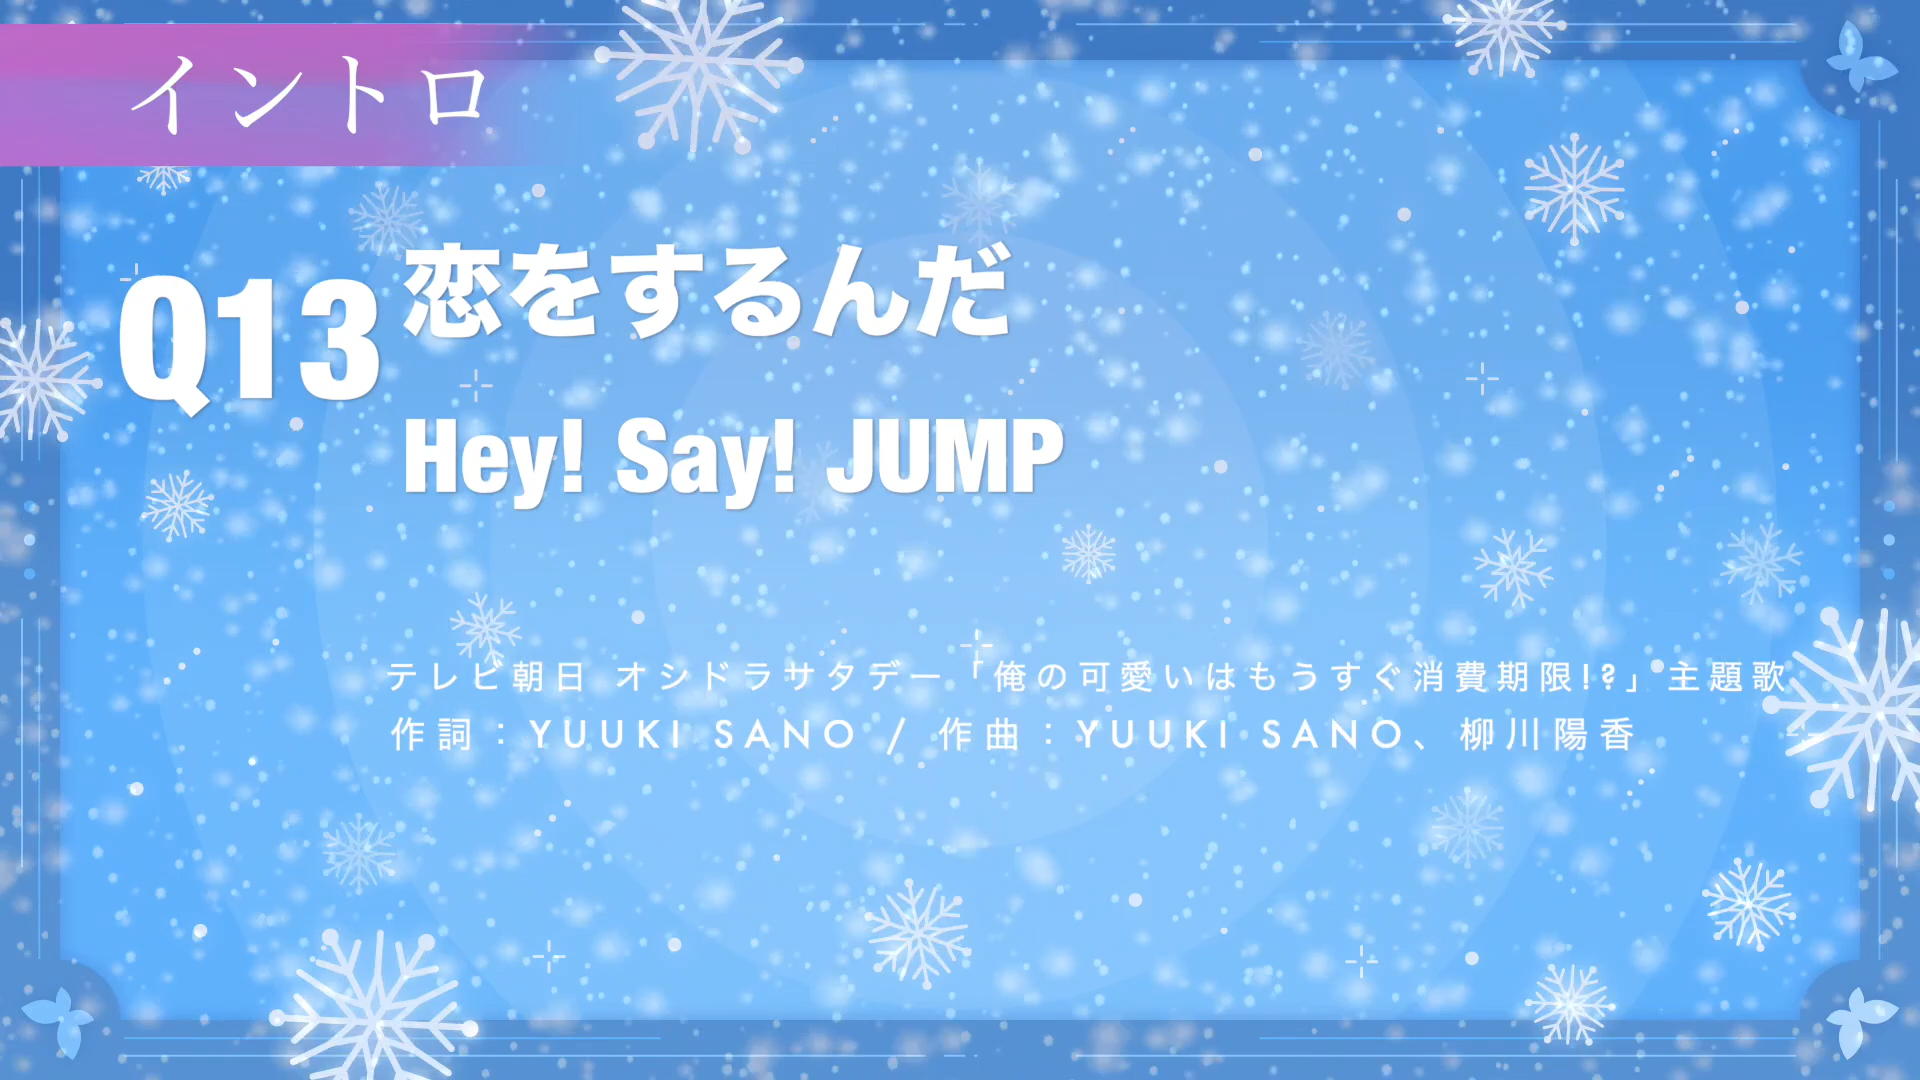 イントロ
Q13
恋をするんだ
Hey! Say! JUMP
テレビ朝日 オシドラサタデー「俺の可愛いはもうすぐ消費期限!?」主題歌
作詞：YUUKI SANO / 作曲：YUUKI SANO、柳川陽香